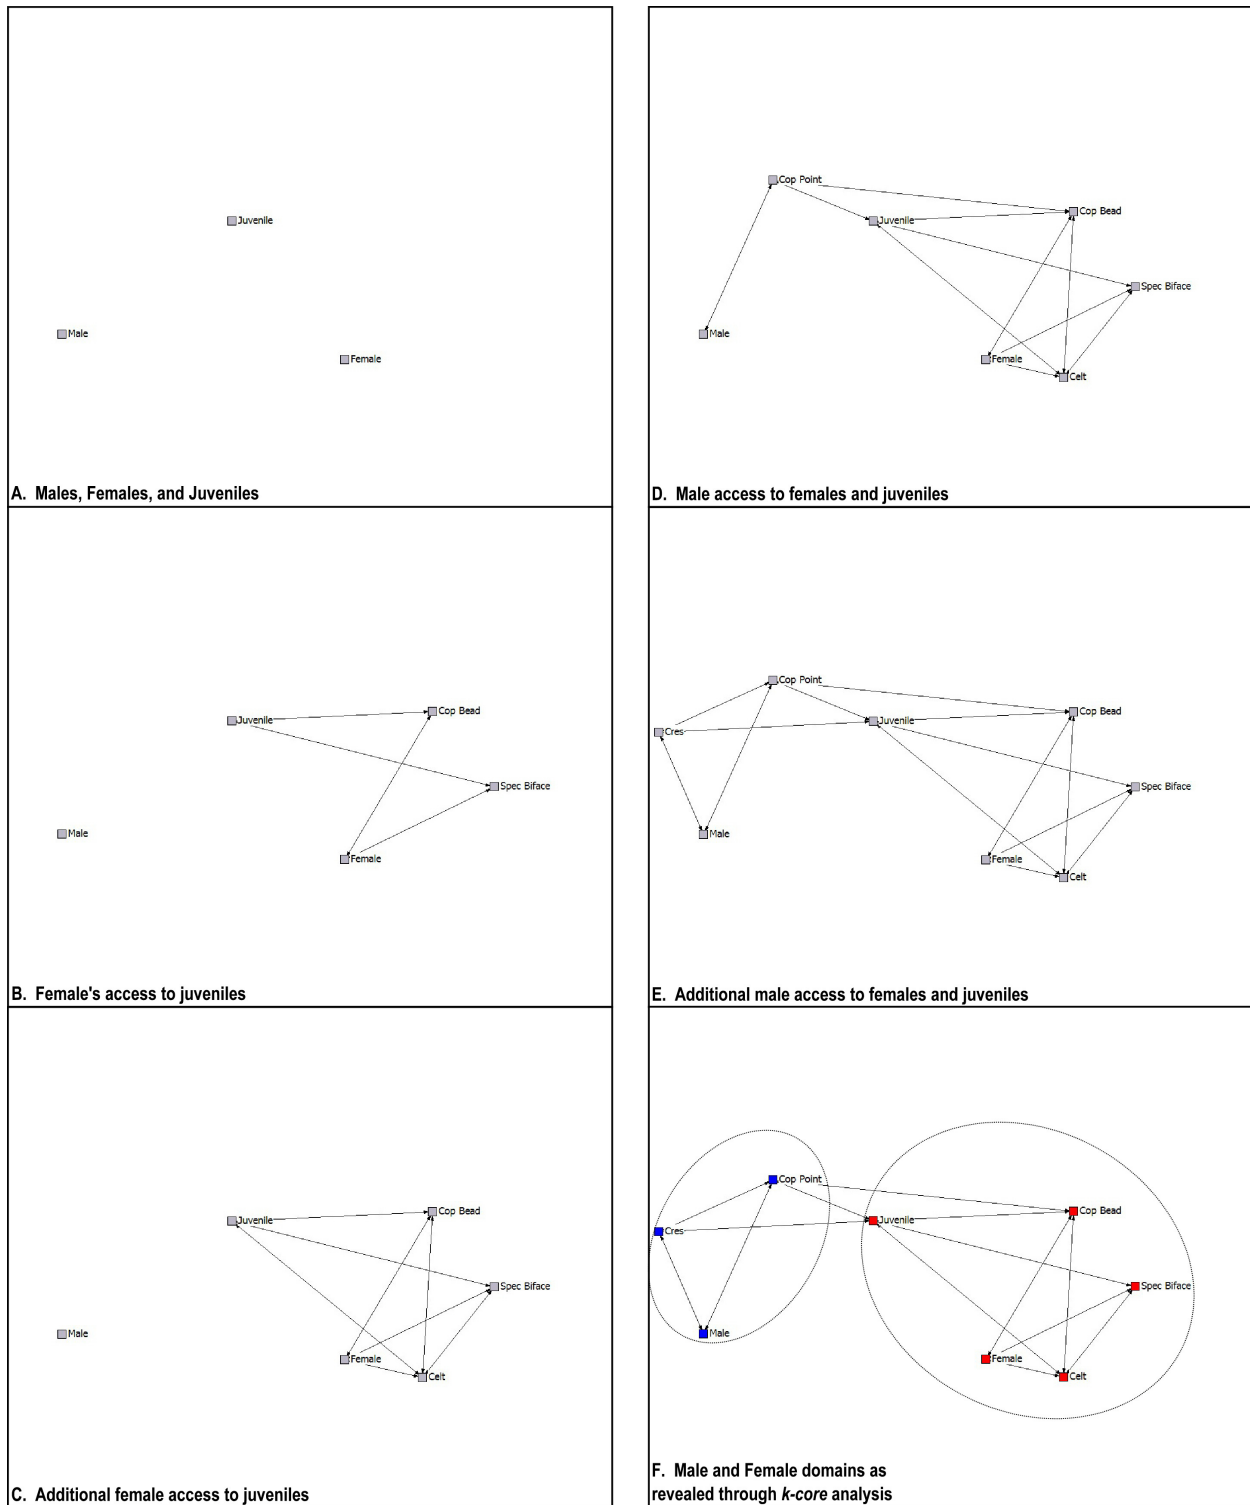 Juvenile
Male
Female
A. Males, Females, and Juveniles
Juvenile
Cop Bead
Spec Biface
Male
Female
B. Female's access to juveniles
Juvenile
Cop Bead
Spec Biface
Male
Female
Celt
C. Additional female access to juveniles
Cop Point
Juvenile
Cop Bead
Spec Biface
Male
Female
Celt
D. Male access to females and juveniles
Cop Point
Cres
Juvenile
Cop Bead
Spec Biface
Male
Female
Celt
E. Additional male access to females and juveniles
Cop Point
Cres
Juvenile
Cop Bead
Spec Biface
Male
Female
Celt
F. Male and Female domains as
revealed through k-core analysis